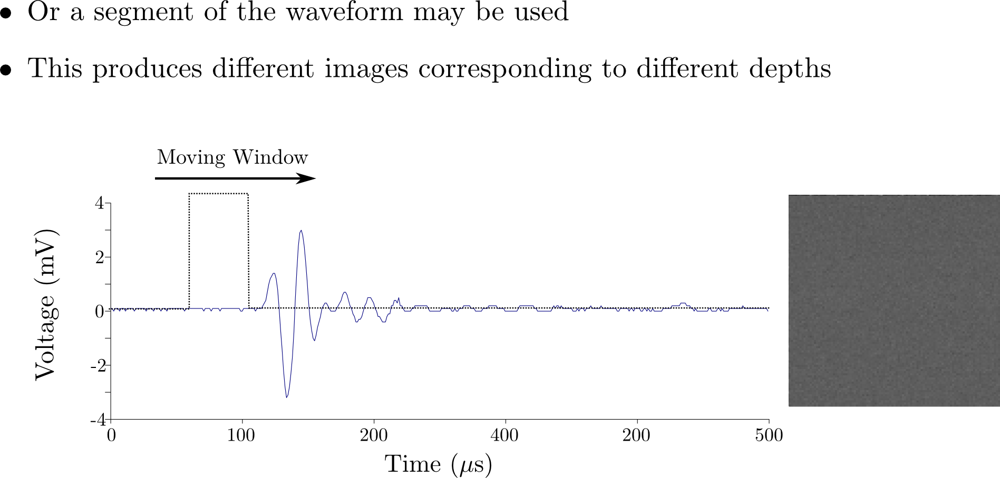 • Or a segment of the waveform may be used
• This produces different images corresponding to different depths
Moving Window
4
2
0
-2
-4
Voltage (mV)
0 100 200 400 200 500
Time (μs)